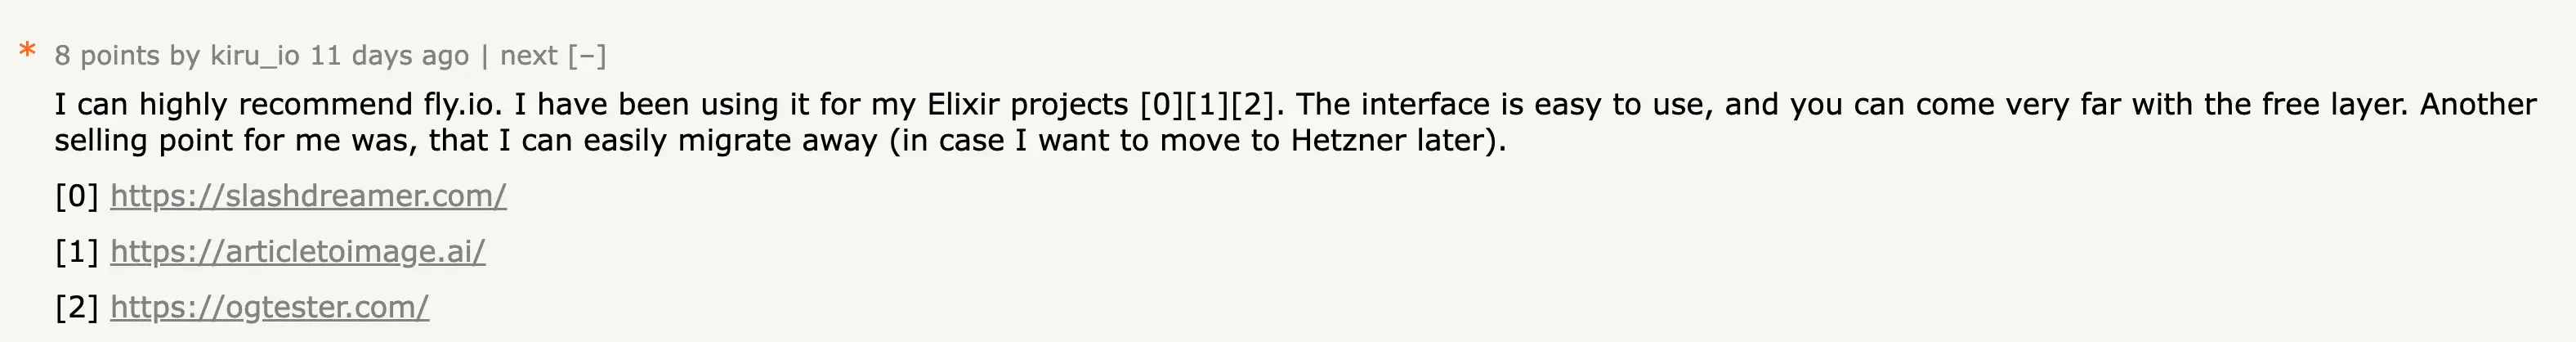 * 8 points by kiru_io 11 days ago | next [–]
I can highly recommend fly.io. I have been using it for my Elixir projects [0][1][2]. The interface is easy to use, and you can come very far with the free layer. Another
selling point for me was, that I can easily migrate away (in case I want to move to Hetzner later).
[0] https://slashdreamer.com/
[1] https://articletoimage.ai/
[2] https://ogtester.com/